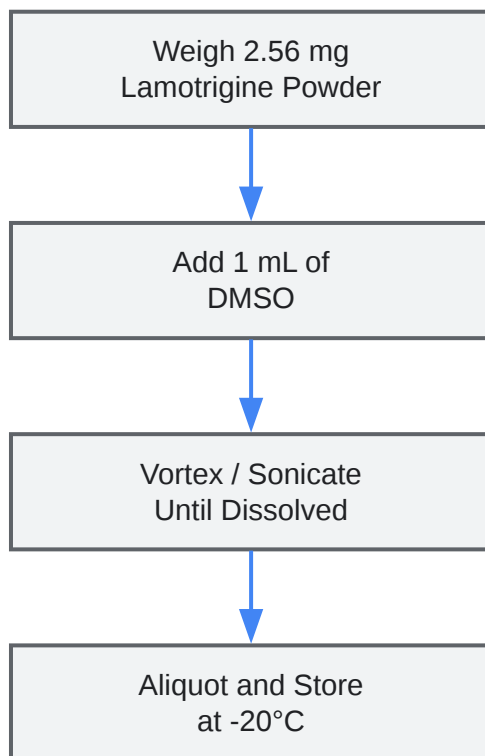 Weigh 2.56 mg
Lamotrigine Powder
Add 1 mL of
DMSO
Vortex / Sonicate
Until Dissolved
Aliquot and Store
at -20°C